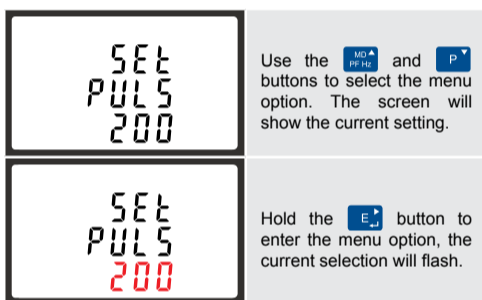 SEt
PULS
200
Use the MD PF Hz and P
buttons to select the menu
option. The screen will
show the current setting.
SEt
PULS
200
Hold the E button to
enter the menu option, the
current selection will flash.